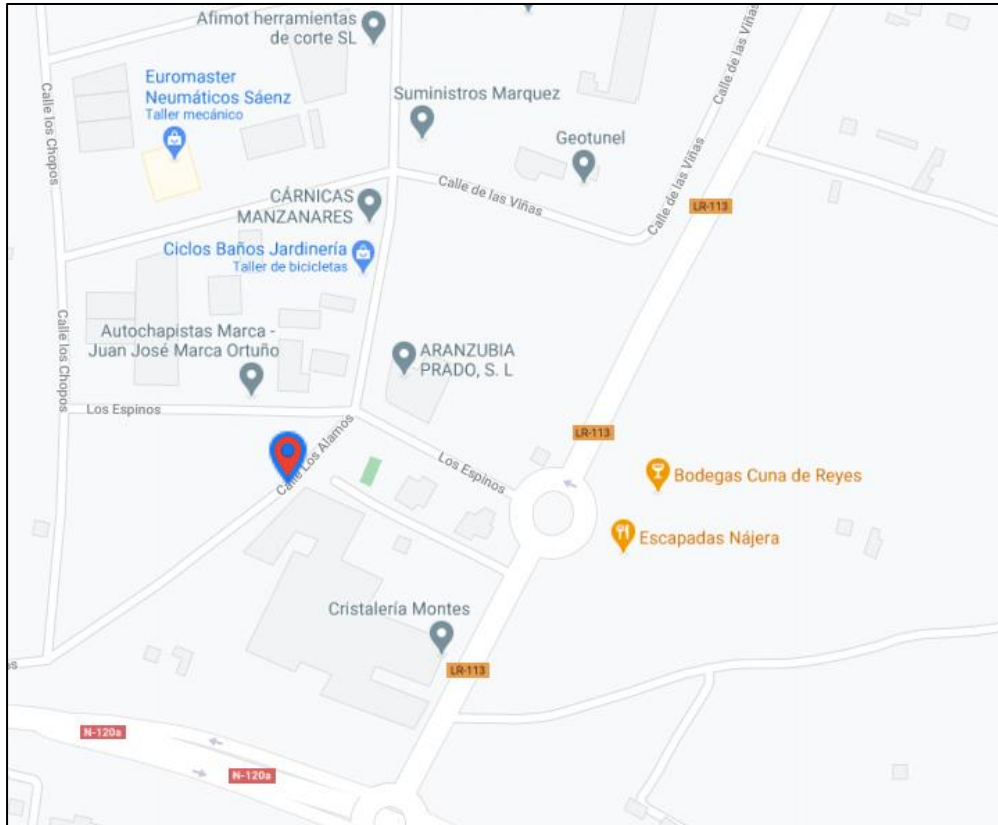 Afimot herramientas
de corte SL
Calle de las Viñas
Calle los Chopos
Euromaster
Neumáticos Sáenz
Taller mecánico
Suministros Marquez
Geotunel
Calle de las Viñas
Calle de las Viñas
LR-113
CÁRNICAS
MANZANARES
Ciclos Baños Jardinería
Taller de bicicletas
Calle los Chopos
Autochapistas Marca -
Juan José Marca Ortuño
ARANZUBIA
PRADO, S. L
Los Espinos
Calle Los Alamos
LR-113
Los Espinos
Bodegas Cuna de Reyes
Escapadas Nájera
Cristalería Montes
LR-113
N-120a
N-120a